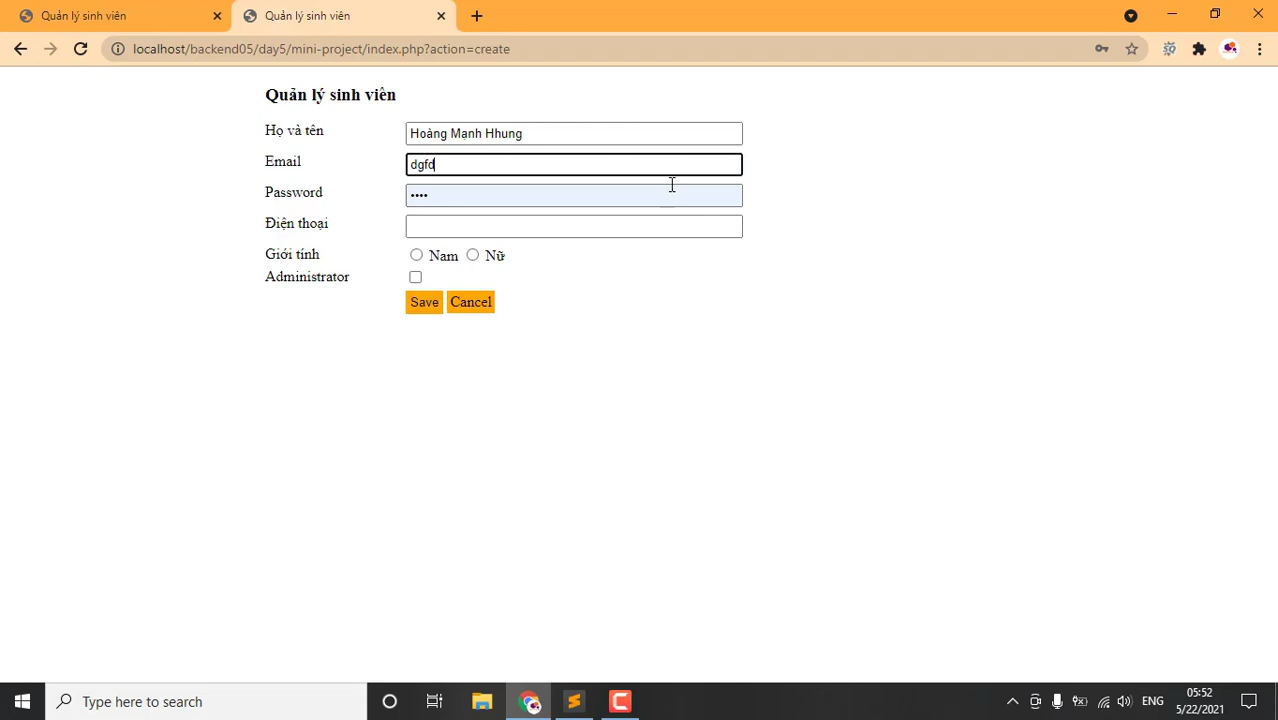 Quản lý sinh viên
Quản lý sinh viên
localhost/backend05/day5/mini-project/index.php?action=create
Quản lý sinh viên
Họ và tên Hoàng Mạnh Hhung
Email dgfd
Password ••••
Điện thoại
Giới tính Nam Nữ
Administrator
Save Cancel
Type here to search
ENG
05:52
5/22/2021